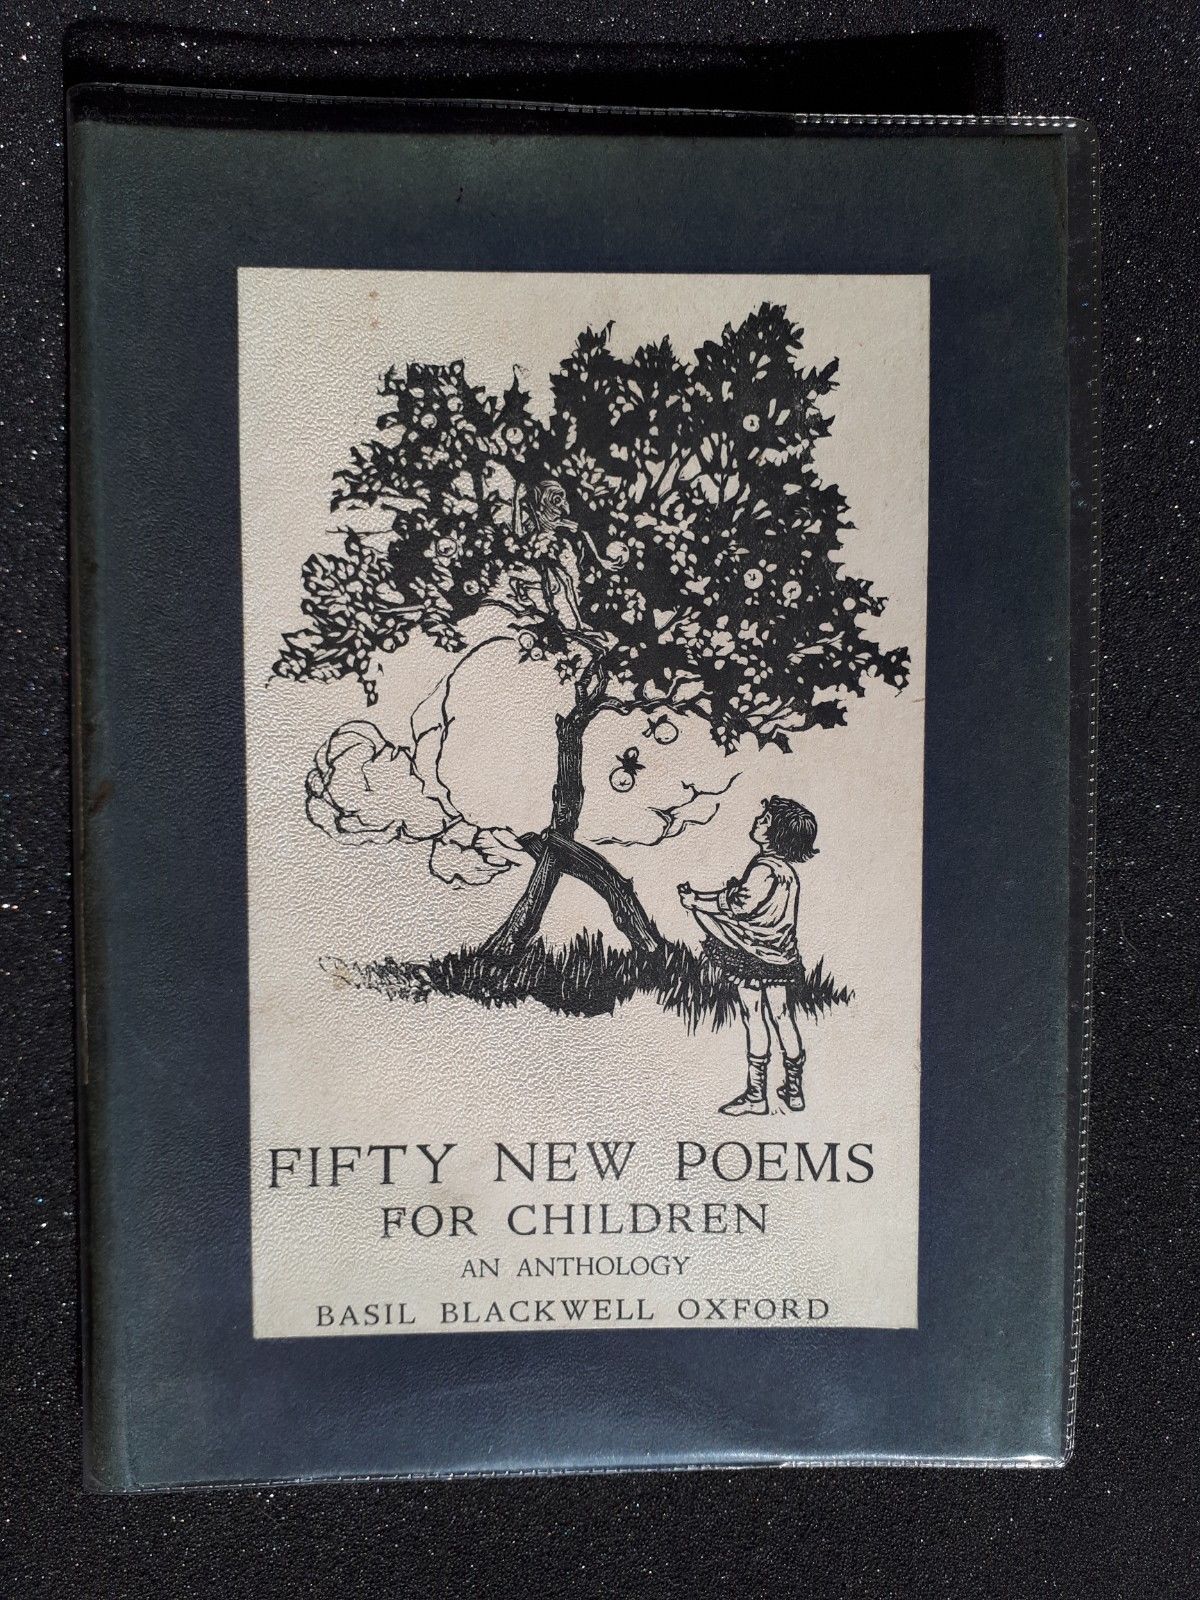 FIFTY NEW POEMS
FOR CHILDREN
AN ANTHOLOGY
BASIL BLACKWELL OXFORD